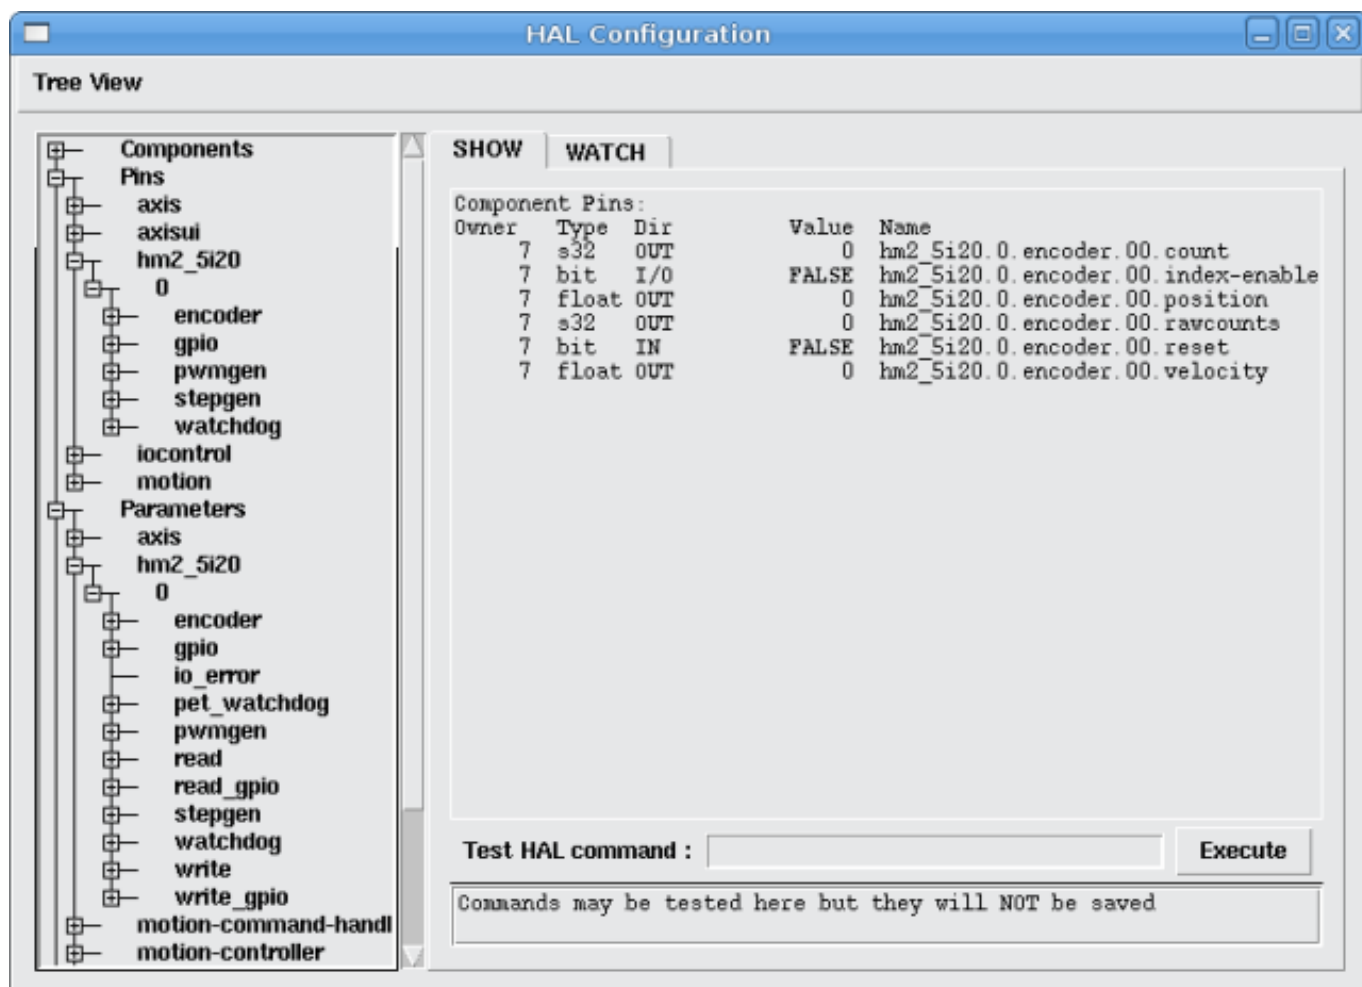 HAL Configuration
Tree View
Components
Pins
axis
axisui
hm2_5i20
0
encoder
gpio
pwmgen
stepgen
watchdog
iocontrol
motion
Parameters
axis
hm2_5i20
0
encoder
gpio
io_error
pet_watchdog
pwmgen
read
read_gpio
stepgen
watchdog
write
write_gpio
motion-command-handl
motion-controller
SHOW WATCH
Component Pins:
Owner Type Dir Value Name
7 s32 OUT 0 hm2_5i20.0.encoder.00.count
7 bit I/O FALSE hm2_5i20.0.encoder.00.index-enable
7 float OUT 0 hm2_5i20.0.encoder.00.position
7 s32 OUT 0 hm2_5i20.0.encoder.00.rawcounts
7 bit IN FALSE hm2_5i20.0.encoder.00.reset
7 float OUT 0 hm2_5i20.0.encoder.00.velocity
Test HAL command : Execute
Commands may be tested here but they will NOT be saved